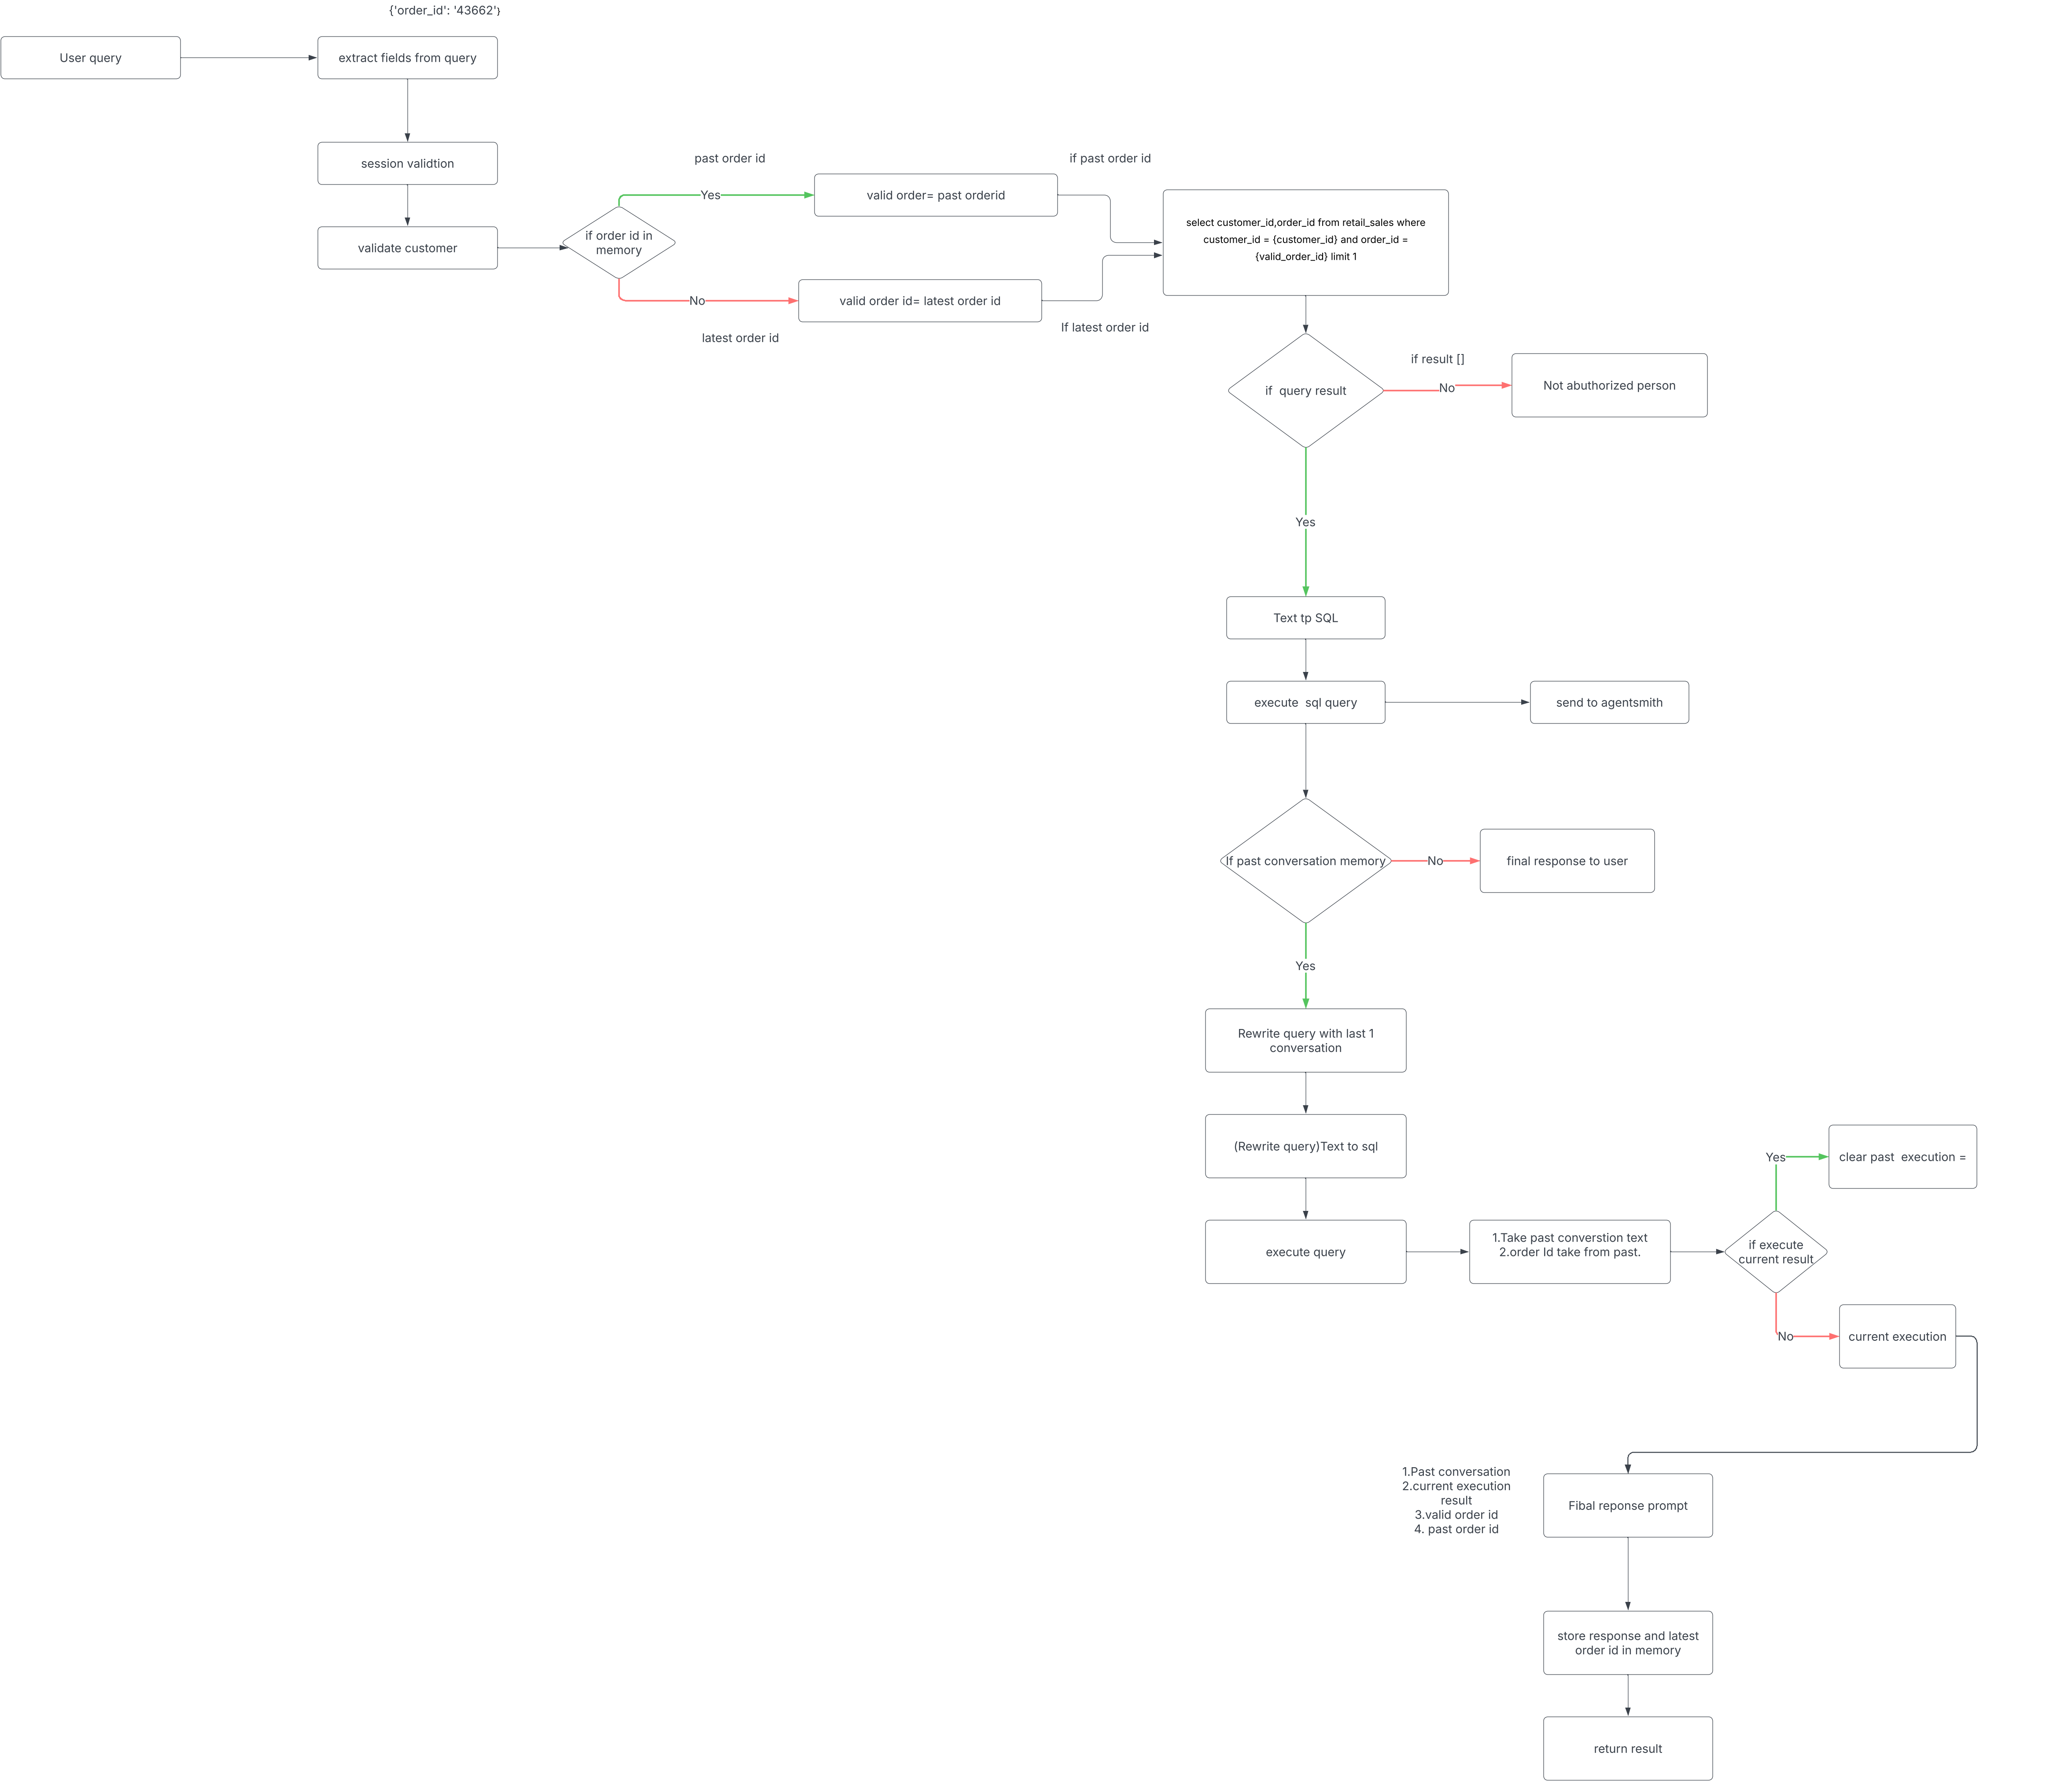 {'order_id': '43662'}
User query
extract fields from query
session validtion
validate customer
if order id in
memory
past order id
Yes
valid order= past orderid
if past order id
No
valid order id= latest order id
latest order id
If latest order id
select customer_id,order_id from retail_sales where
customer_id = {customer_id} and order_id =
{valid_order_id} limit 1
if  query result
if result []
No
Not abuthorized person
Yes
Text tp SQL
execute  sql query
send to agentsmith
If past conversation memory
No
final response to user
Yes
Rewrite query with last 1
conversation
(Rewrite query)Text to sql
execute query
1.Take past converstion text
2.order Id take from past.
if execute
current result
Yes
clear past  execution =
No
current execution
1.Past conversation
2.current execution
result
3.valid order id
4. past order id
Fibal reponse prompt
store response and latest
order id in memory
return result